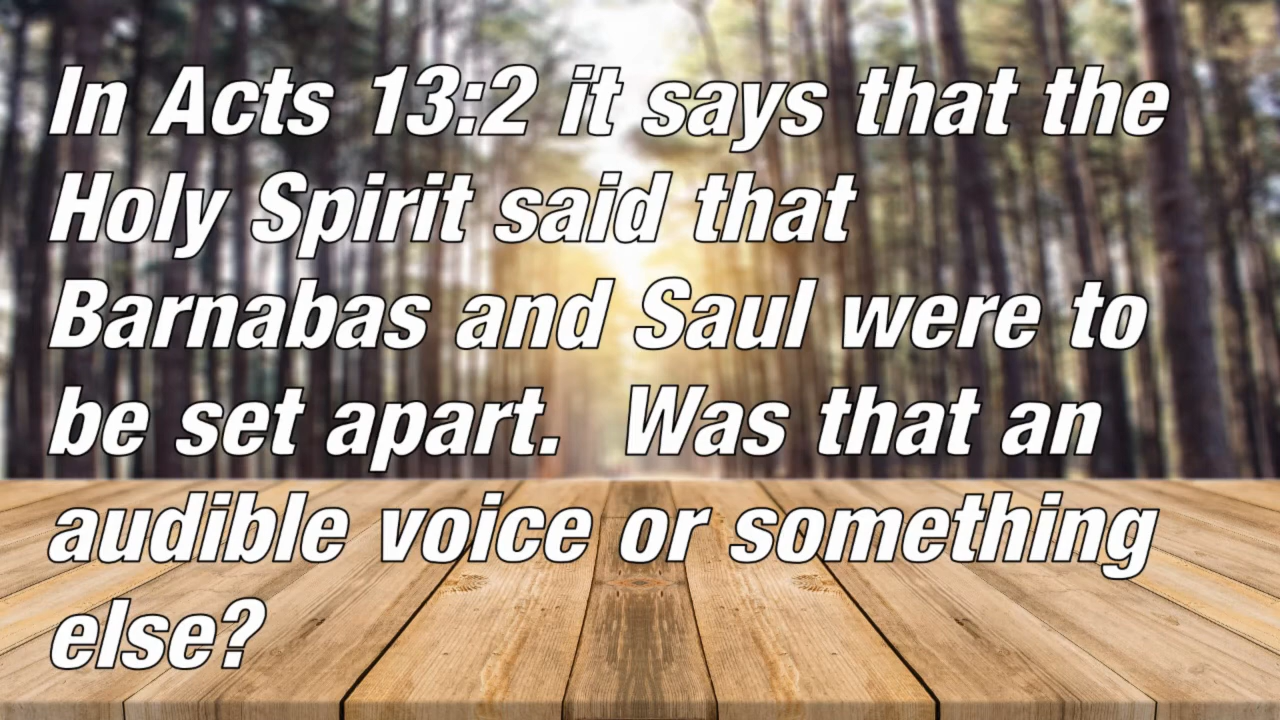 In Acts 13:2 it says that the
Holy Spirit said that
Barnabas and Saul were to
be set apart.  Was that an
audible voice or something
else?